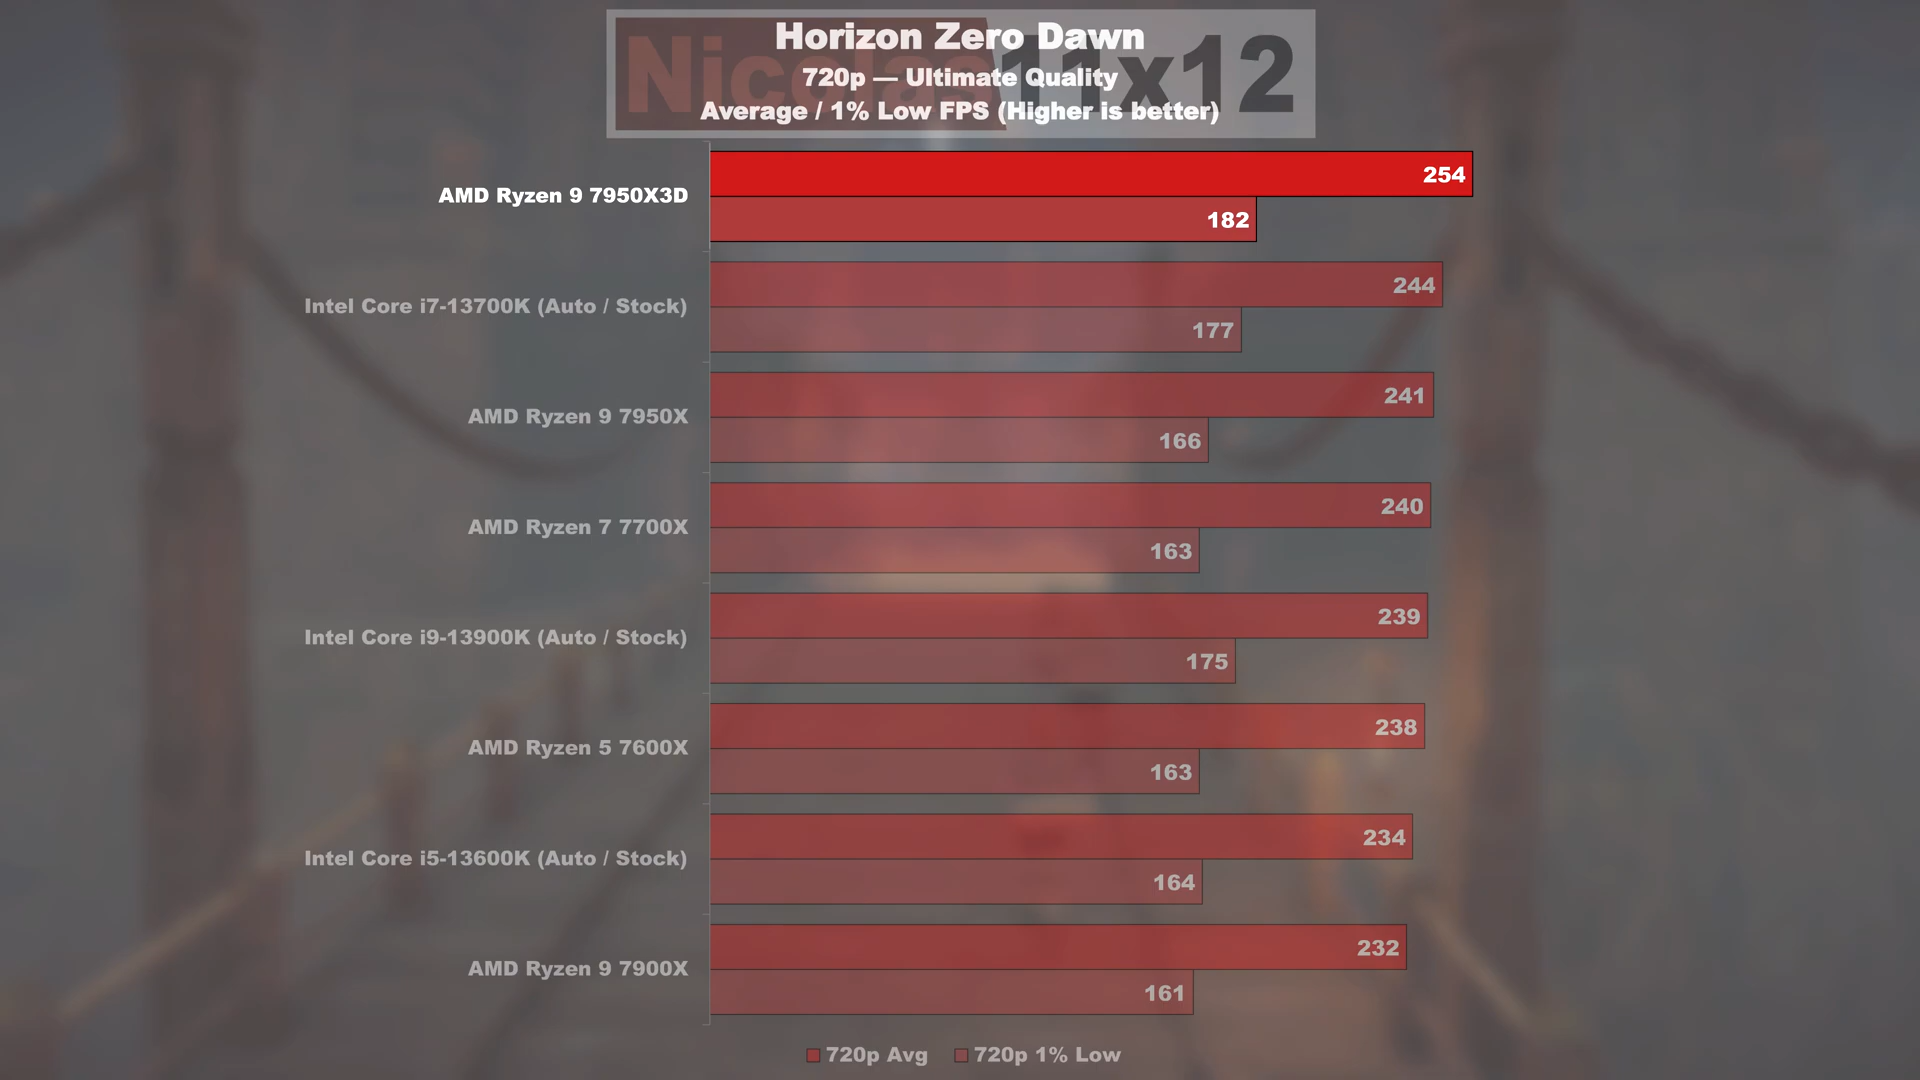 Nicolas11x12
Horizon Zero Dawn
720p — Ultimate Quality
Average / 1% Low FPS (Higher is better)
AMD Ryzen 9 7950X3D
254
182
Intel Core i7-13700K (Auto / Stock)
244
177
AMD Ryzen 9 7950X
241
166
AMD Ryzen 7 7700X
240
163
Intel Core i9-13900K (Auto / Stock)
239
175
AMD Ryzen 5 7600X
238
163
Intel Core i5-13600K (Auto / Stock)
234
164
AMD Ryzen 9 7900X
232
161
720p Avg
720p 1% Low